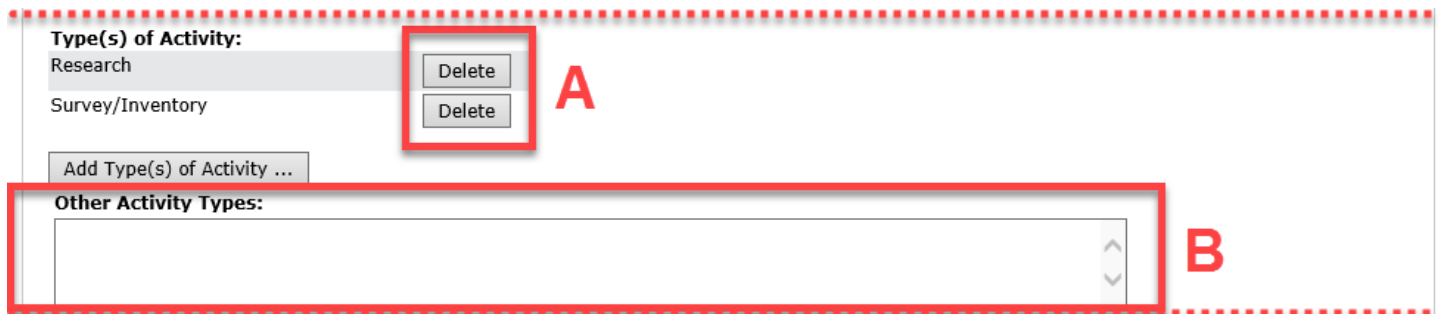 Type(s) of Activity:
Research Delete
A
Survey/Inventory Delete
Add Type(s) of Activity ...
Other Activity Types:
B